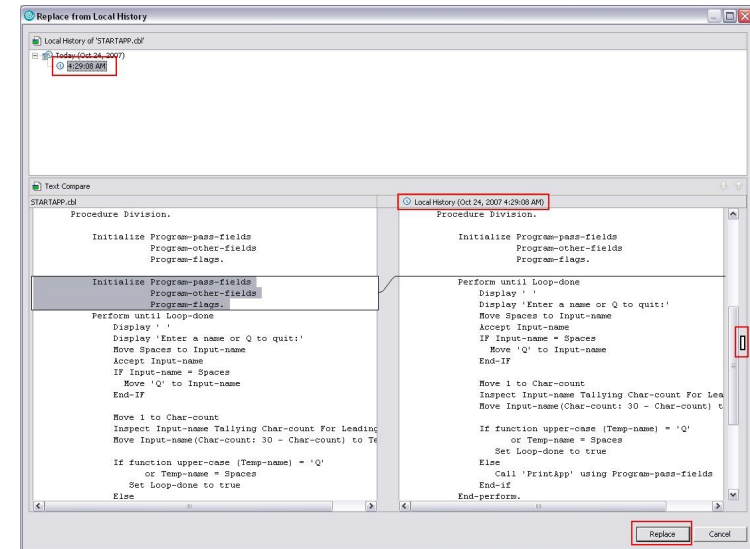 Replace from Local History
Local History of 'STARTAPP.cbl'
Today (Oct 24, 2007)
4:29:08 AM
Text Compare
STARTAPP.cbl
Procedure Division.
Initialize Program-pass-fields
Program-other-fields
Program-flags.
Initialize Program-pass-fields
Program-other-fields
Program-flags.
Perform until Loop-done
Display ' '
Display 'Enter a name or Q to quit:'
Move Spaces to Input-name
Accept Input-name
IF Input-name = Spaces
Move 'Q' to Input-name
End-IF
Move 1 to Char-count
Inspect Input-name Tallying Char-count For Leading
Move Input-name(Char-count: 30 - Char-count) to Te
If function upper-case (Temp-name) = 'Q'
or Temp-name = Spaces
Set Loop-done to true
Else
Local History (Oct 24, 2007 4:29:08 AM)
Procedure Division.
Initialize Program-pass-fields
Program-other-fields
Program-flags.
Perform until Loop-done
Display ' '
Display 'Enter a name or Q to quit:'
Move Spaces to Input-name
Accept Input-name
IF Input-name = Spaces
Move 'Q' to Input-name
End-IF
Move 1 to Char-count
Inspect Input-name Tallying Char-count For Lea
Move Input-name(Char-count: 30 - Char-count) t
If function upper-case (Temp-name) = 'Q'
or Temp-name = Spaces
Set Loop-done to true
Else
Call 'PrintApp' using Program-pass-fields
End-if
End-perform.
Replace
Cancel